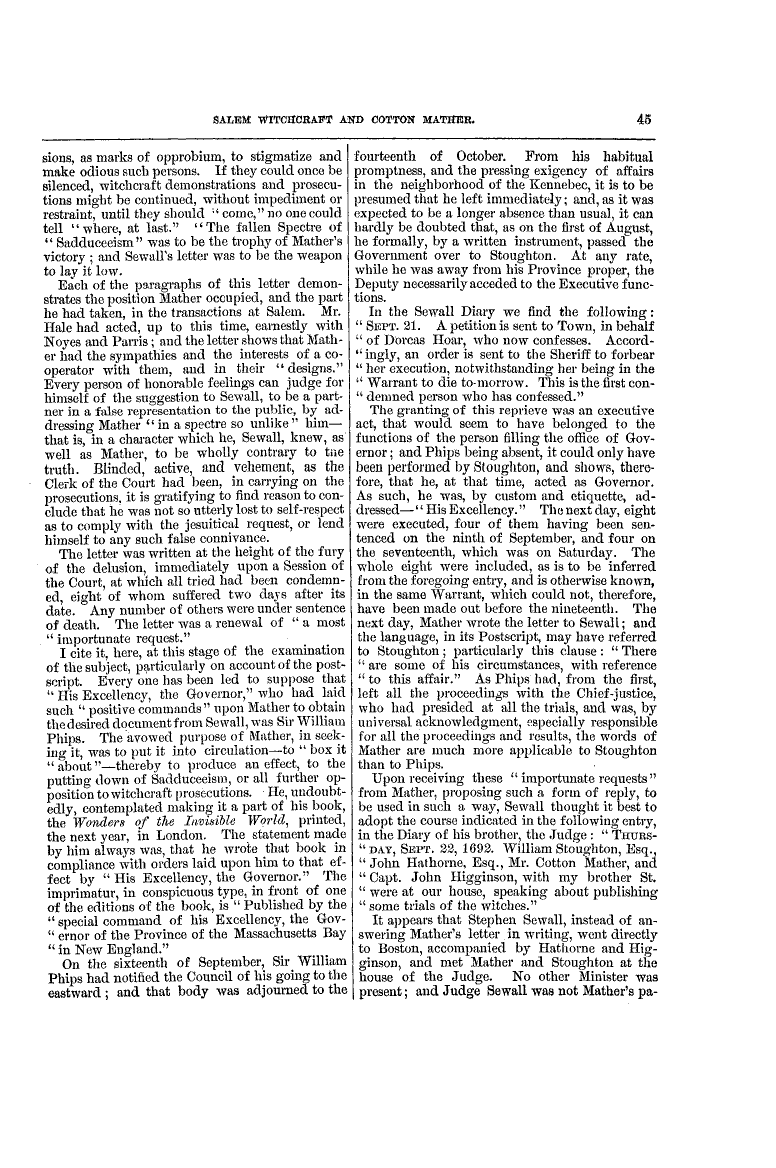 SALEM WITCHCRAFT AND COTTON MATHER. 45
sions, as marks of opprobium, to stigmatize and
make odious such persons. If they could once be
silenced, witchcraft demonstrations and prosecu-
tions might be continued, without impediment or
restraint, until they should “come,” no one could
tell “where, at last.” “The fallen Spectre of
“Sadduceeism” was to be the trophy of Mather's
victory; and Sewall's letter was to be the weapon
to lay it low.
Each of the paragraphs of this letter demon-
strates the position Mather occupied, and the part
he had taken, in the transactions at Salem. Mr.
Hale had acted, up to this time, earnestly with
Noyes and Parris; and the letter shows that Math-
er had the sympathies and the interests of a co-
operator with them, and in their “designs.”
Every person of honorable feelings can judge for
himself of the suggestion to Sewall, to be a part-
ner in a false representation to the public, by ad-
dressing Mather “in a spectre so unlike” him—
that is, in a character which he, Sewall, knew, as
well as Mather, to be wholly contrary to the
truth. Blinded, active, and vehement, as the
Clerk of the Court had been, in carrying on the
prosecutions, it is gratifying to find reason to con-
clude that he was not so utterly lost to self-respect
as to comply with the jesuitical request, or lend
himself to any such false connivance.
The letter was written at the height of the fury
of the delusion, immediately upon a Session of
the Court, at which all tried had been condemn-
ed, eight of whom suffered two days after its
date. Any number of others were under sentence
of death. The letter was a renewal of “a most
“importunate request.”
I cite it, here, at this stage of the examination
of the subject, particularly on account of the post-
script. Every one has been led to suppose that
“His Excellency, the Governor,” who had laid
such “positive commands” upon Mather to obtain
the desired document from Sewall, was Sir William
Phips. The avowed purpose of Mather, in seek-
ing it, was to put it into circulation—to “box it
“about”—thereby to produce an effect, to the
putting down of Sadduceeism, or all further op-
position to witchcraft prosecutions. He, undoubt-
edly, contemplated making it a part of his book,
the Wonders of the Invisible World, printed,
the next year, in London. The statement made
by him always was, that he wrote that book in
compliance with orders laid upon him to that ef-
fect by “His Excellency, the Governor.” The
imprimatur, in conspicuous type, in front of one
of the editions of the book, is “Published by the
“special command of his Excellency, the Gov-
“ernor of the Province of the Massachusetts Bay
“in New England.”
On the sixteenth of September, Sir William
Phips had notified the Council of his going to the
eastward; and that body was adjourned to the
fourteenth of October. From his habitual
promptness, and the pressing exigency of affairs
in the neighborhood of the Kennebec, it is to be
presumed that he left immediately; and, as it was
expected to be a longer absence than usual, it can
hardly be doubted that, as on the first of August,
he formally, by a written instrument, passed the
Government over to Stoughton. At any rate,
while he was away from his Province proper, the
Deputy necessarily acceded to the Executive func-
tions.
In the Sewall Diary we find the following:
“SEPT. 21. A petition is sent to Town, in behalf
“of Dorcas Hoar, who now confesses. Accord-
“ingly, an order is sent to the Sheriff to forbear
“her execution, notwithstanding her being in the
“Warrant to die to-morrow. This is the first con-
“demned person who has confessed.”
The granting of this reprieve was an executive
act, that would seem to have belonged to the
functions of the person filling the office of Gov-
ernor; and Phips being absent, it could only have
been performed by Stoughton, and shows, there-
fore, that he, at that time, acted as Governor.
As such, he was, by custom and etiquette, ad-
dressed—“His Excellency.” The next day, eight
were executed, four of them having been sen-
tenced on the ninth of September, and four on
the seventeenth, which was on Saturday. The
whole eight were included, as is to be inferred
from the foregoing entry, and is otherwise known,
in the same Warrant, which could not, therefore,
have been made out before the nineteenth. The
next day, Mather wrote the letter to Sewall; and
the language, in its Postscript, may have referred
to Stoughton; particularly this clause: “There
“are some of his circumstances, with reference
“to this affair.” As Phips had, from the first,
left all the proceedings with the Chief-justice,
who had presided at all the trials, and was, by
universal acknowledgment, especially responsible
for all the proceedings and results, the words of
Mather are much more applicable to Stoughton
than to Phips.
Upon receiving these “importunate requests”
from Mather, proposing such a form of reply, to
be used in such a way, Sewall thought it best to
adopt the course indicated in the following entry,
in the Diary of his brother, the Judge: “THURS-
“DAY, SEPT. 22, 1692. William Stoughton, Esq.,
“John Hathorne, Esq., Mr. Cotton Mather, and
“Capt. John Higginson, with my brother St.
“were at our house, speaking about publishing
“some trials of the witches.”
It appears that Stephen Sewall, instead of an-
swering Mather's letter in writing, went directly
to Boston, accompanied by Hathorne and Hig-
ginson, and met Mather and Stoughton at the
house of the Judge. No other Minister was
present; and Judge Sewall was not Mather's pa-